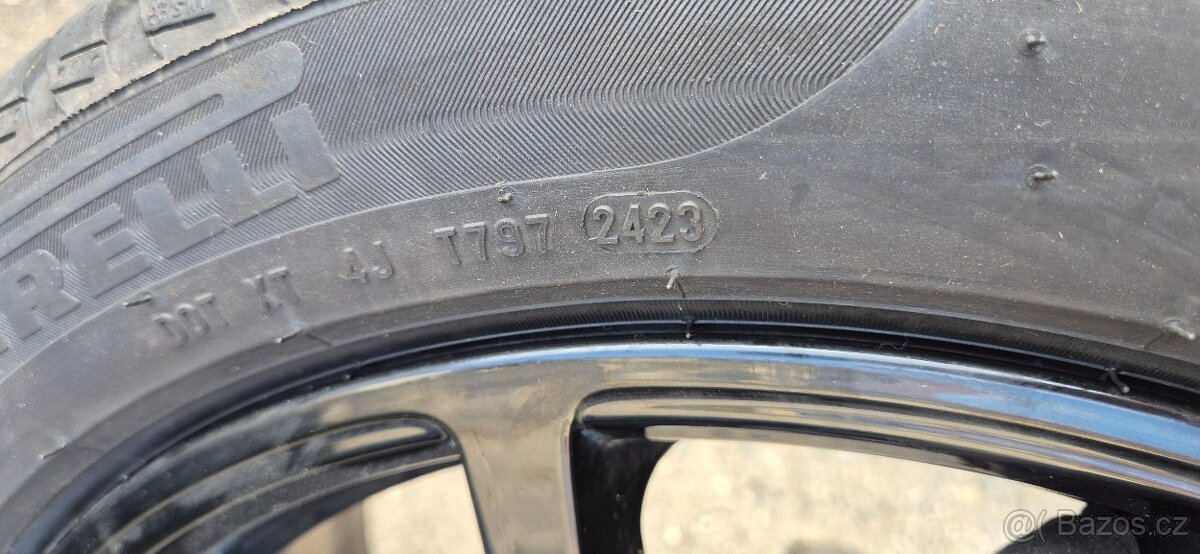 RELLI
DOT XT 4J T797 2423
@ Bazos.cz